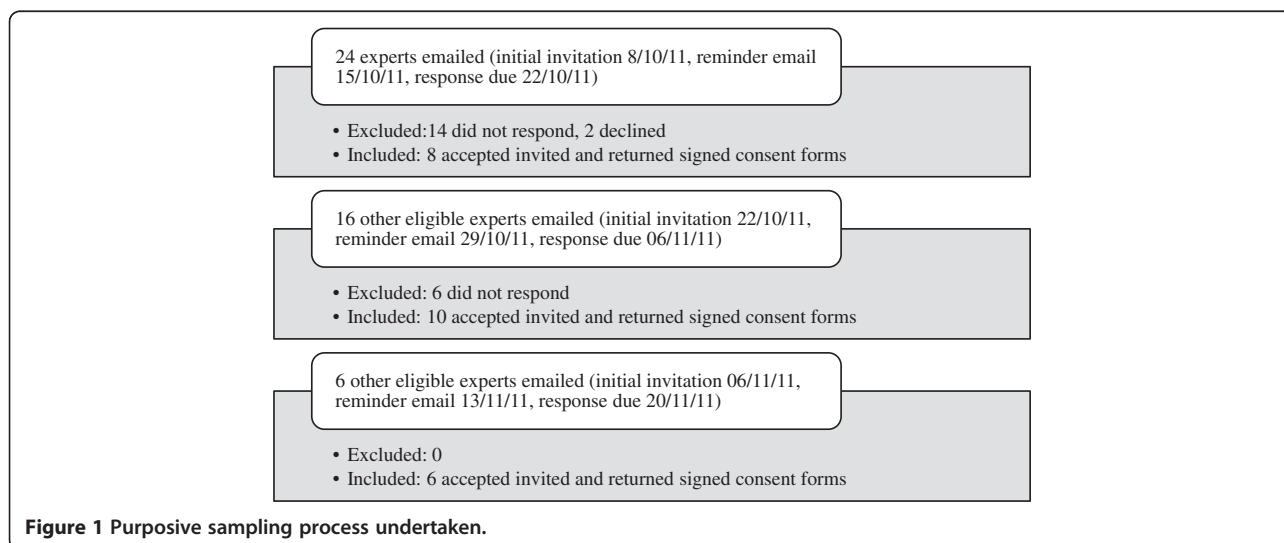 24 experts emailed (initial invitation 8/10/11, reminder email
15/10/11, response due 22/10/11)
• Excluded:14 did not respond, 2 declined
• Included: 8 accepted invited and returned signed consent forms
16 other eligible experts emailed (initial invitation 22/10/11,
reminder email 29/10/11, response due 06/11/11)
• Excluded: 6 did not respond
• Included: 10 accepted invited and returned signed consent forms
6 other eligible experts emailed (initial invitation 06/11/11,
reminder email 13/11/11, response due 20/11/11)
• Excluded: 0
• Included: 6 accepted invited and returned signed consent forms
Figure 1 Purposive sampling process undertaken.